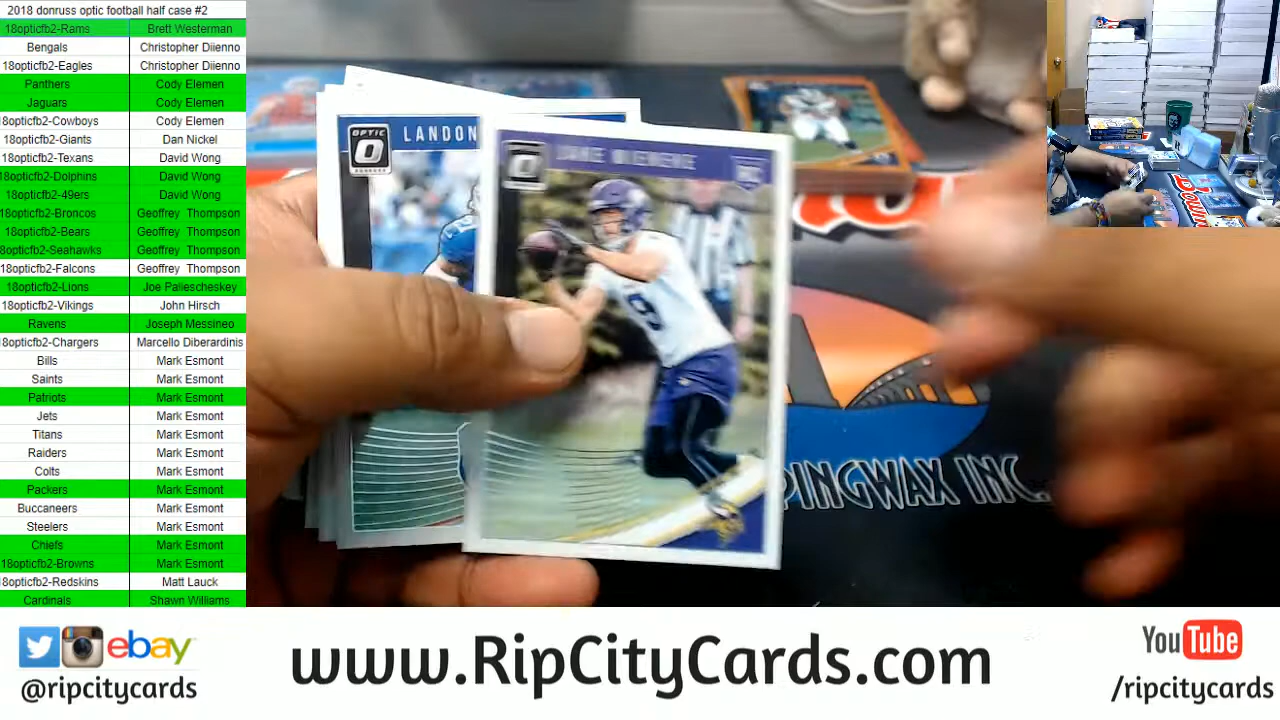 2018 donruss optic football half case #2
18opticfb2-Rams Brett Westerman
Bengals Christopher Diienno
18opticfb2-Eagles Christopher Diienno
Panthers Cody Elemen
Jaguars Cody Elemen
18opticfb2-Cowboys Cody Elemen
18opticfb2-Giants Dan Nickel
18opticfb2-Texans David Wong
18opticfb2-Dolphins David Wong
18opticfb2-49ers David Wong
18opticfb2-Broncos Geoffrey Thompson
18opticfb2-Bears Geoffrey Thompson
8opticfb2-Seahawks Geoffrey Thompson
18opticfb2-Falcons Geoffrey Thompson
18opticfb2-Lions Joe Paliescheskey
18opticfb2-Vikings John Hirsch
Ravens Joseph Messineo
8opticfb2-Chargers Marcello Diberardinis
Bills Mark Esmont
Saints Mark Esmont
Patriots Mark Esmont
Jets Mark Esmont
Titans Mark Esmont
Raiders Mark Esmont
Colts Mark Esmont
Packers Mark Esmont
Buccaneers Mark Esmont
Steelers Mark Esmont
Chiefs Mark Esmont
18opticfb2-Browns Mark Esmont
8opticfb2-Redskins Matt Lauck
Cardinals Shawn Williams
OPTIC
LANDON
PINGWAX INC.
ebay
@ripcitycards
www.RipCityCards.com
YouTube
/ripcitycards